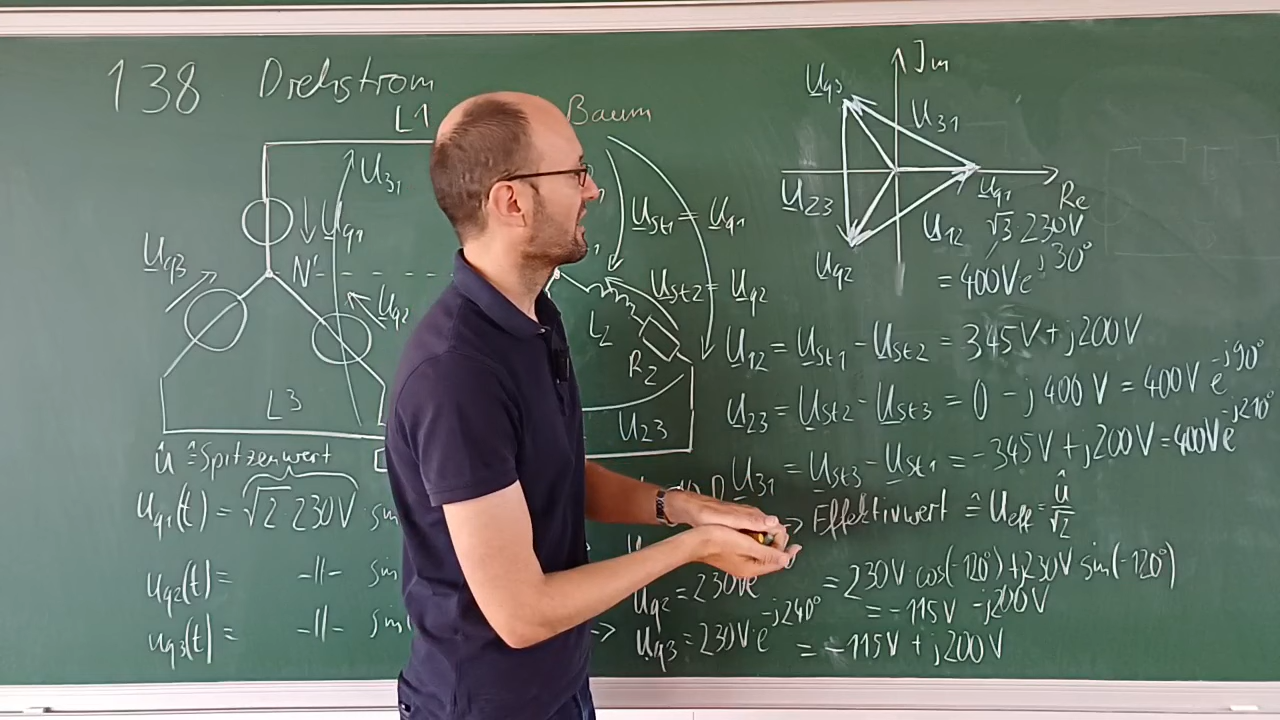 138 Drehstrom Baum
L1
U31
Uq1
N'
Uq3
Uq2
L3
USt1 = Uq1
USt2 = Uq2
L2
R2
U23
Im
Uq3
U31
U23
Uq1
Re
U12
√3 230V
Uq2
= 400V e^j30°
U12 = USt1 - USt2 = 345V + j200V
U23 = USt2 - USt3 = 0 - j400V = 400V e^-j90°
U31 = USt3 - USt1 = -345V + j200V = 400V e^-j210°
û ≙ Spitzenwert
Effektivwert ≙ Ueff = û/√2
uq1(t) = √2 230V sin
uq2(t) = -||- sin
uq3(t) = -||- sin
Uq2 = 230V e = 230V cos(-120°) + j230V sin(-120°)
= -115V - j200V
Uq3 = 230V · e^-j240° = -115V + j200V